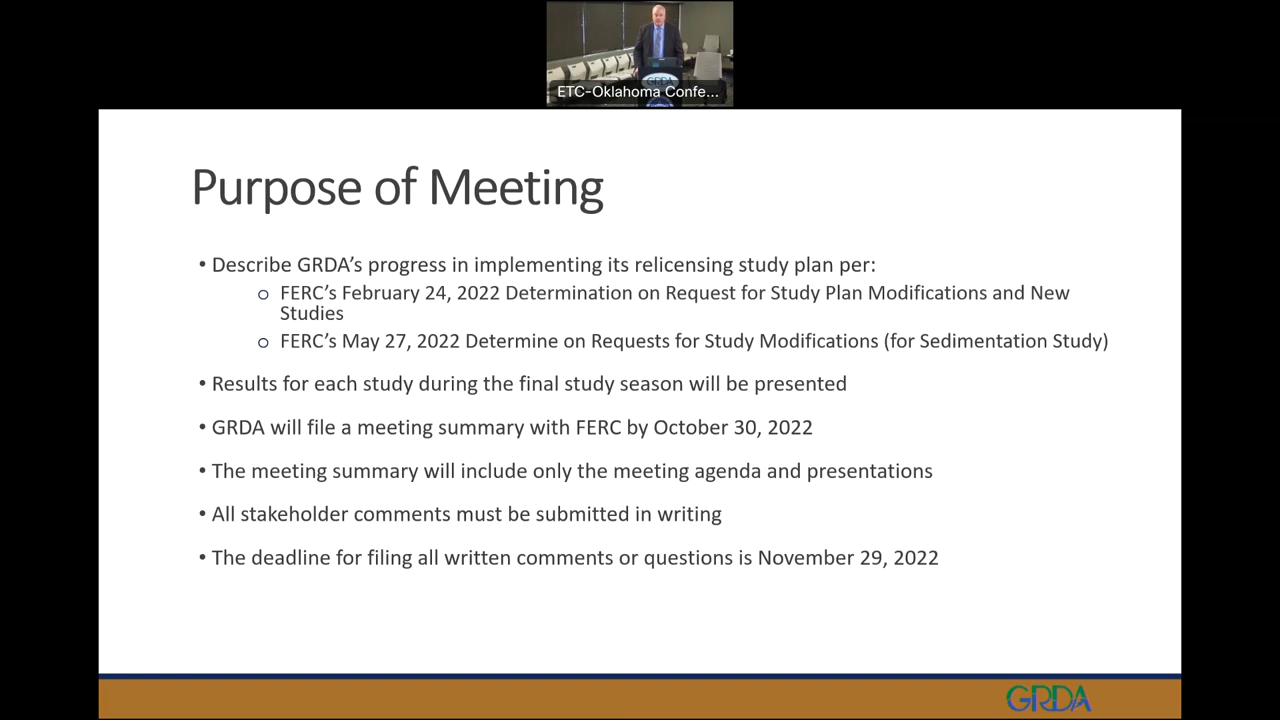 GRDA
ETC-Oklahoma Confe...
Purpose of Meeting
• Describe GRDA's progress in implementing its relicensing study plan per:
o FERC's February 24, 2022 Determination on Request for Study Plan Modifications and New
Studies
o FERC's May 27, 2022 Determine on Requests for Study Modifications (for Sedimentation Study)
• Results for each study during the final study season will be presented
• GRDA will file a meeting summary with FERC by October 30, 2022
• The meeting summary will include only the meeting agenda and presentations
• All stakeholder comments must be submitted in writing
• The deadline for filing all written comments or questions is November 29, 2022
GRDA